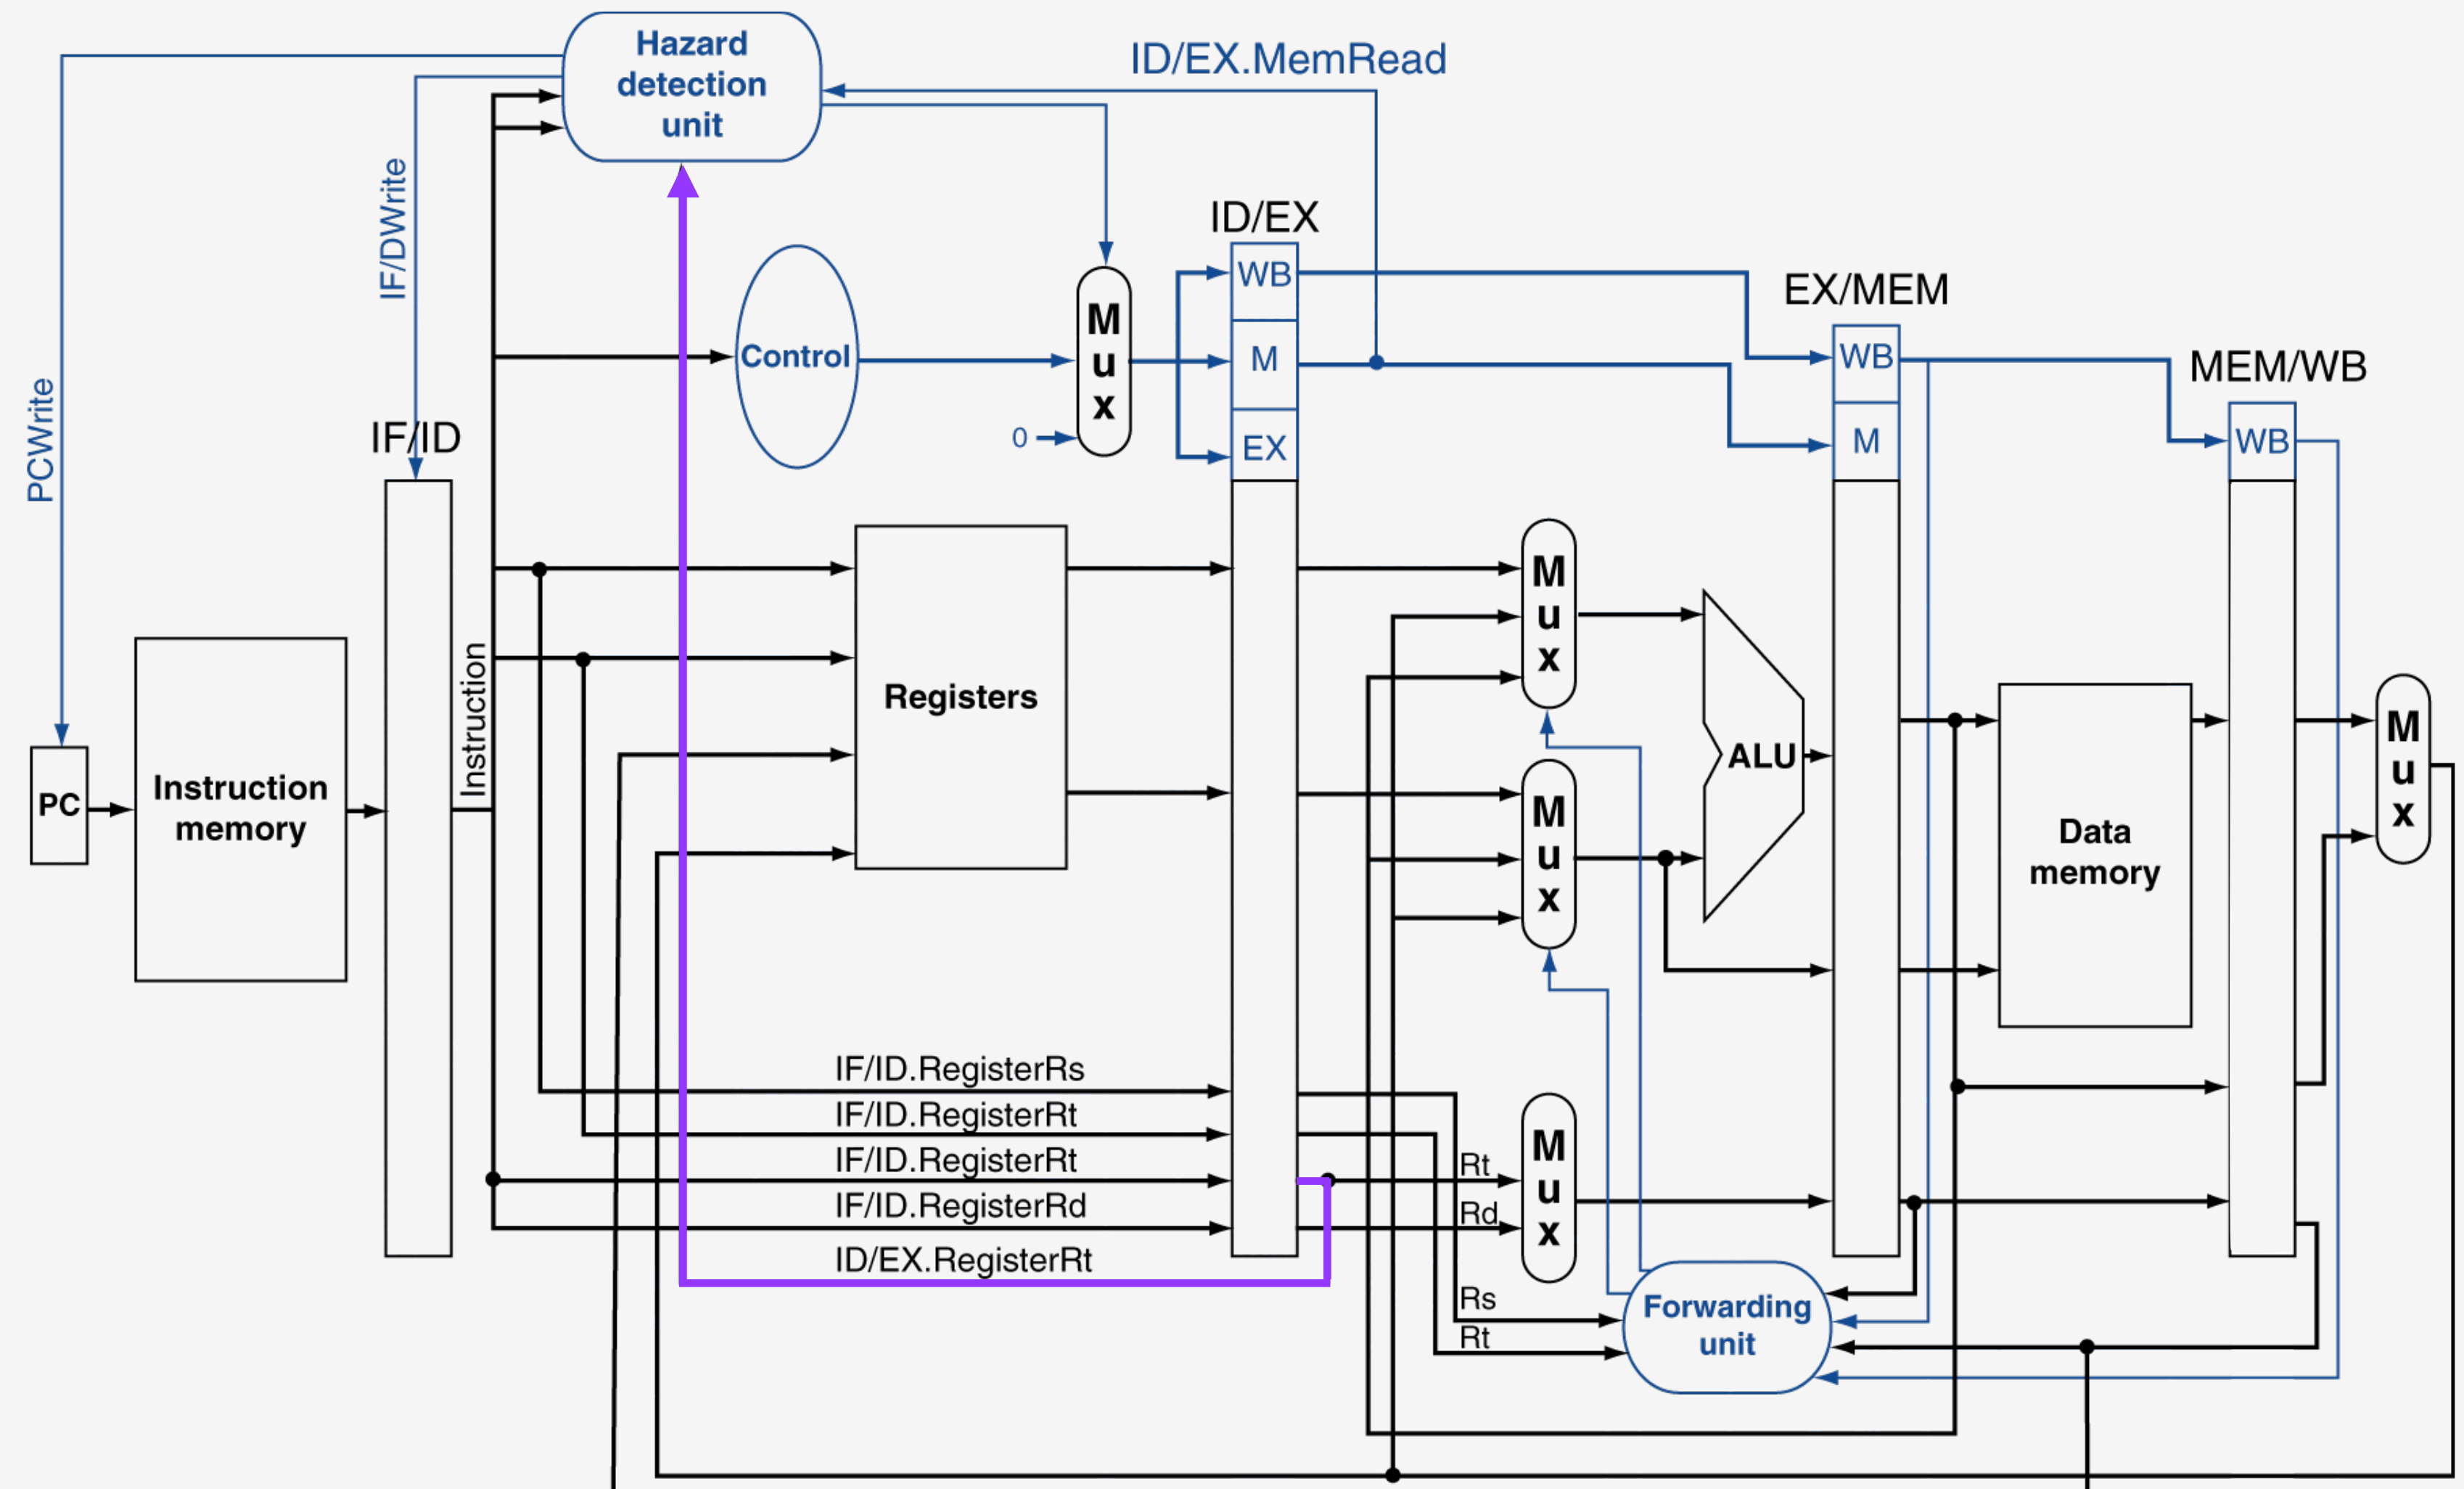 Hazard
detection
unit
ID/EX.MemRead
IF/DWrite
ID/EX
WB
M
EX
EX/MEM
WB
M
MEM/WB
WB
PCWrite
IF/ID
Control
M
u
x
0
Instruction
Registers
PC
Instruction
memory
M
u
x
M
u
x
ALU
Data
memory
M
u
x
IF/ID.RegisterRs
IF/ID.RegisterRt
IF/ID.RegisterRt
IF/ID.RegisterRd
ID/EX.RegisterRt
Rt
Rd
M
u
x
Rs
Rt
Forwarding
unit